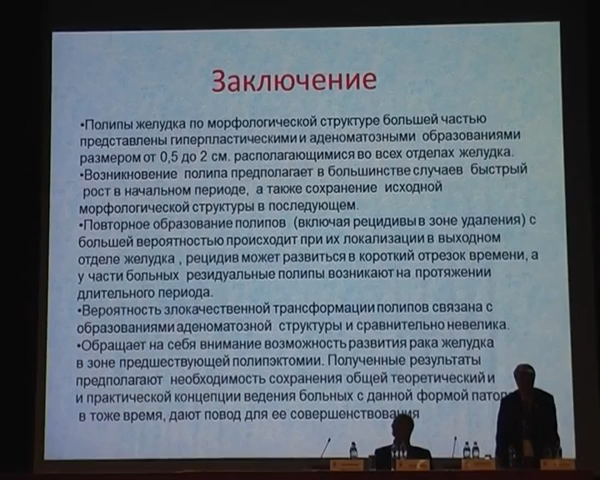 Заключение
•Полипы желудка по морфологической структуре большей частью
представлены гиперпластическими и аденоматозными образованиями
размером от 0,5 до 2 см. располагающимися во всех отделах желудка.
•Возникновение полипа предполагает в большинстве случаев быстрый
рост в начальном периоде, а также сохранение исходной
морфологической структуры в последующем.
•Повторное образование полипов (включая рецидивы в зоне удаления) с
большей вероятностью происходит при их локализации в выходном
отделе желудка , рецидив может развиться в короткий отрезок времени, а
у части больных резидуальные полипы возникают на протяжении
длительного периода.
•Вероятность злокачественной трансформации полипов связана с
образованиями аденоматозной структуры и сравнительно невелика.
•Обращает на себя внимание возможность развития рака желудка
в зоне предшествующей полипэктомии. Полученные результаты
предполагают необходимость сохранения общей теоретический и
и практической концепции ведения больных с данной формой
в тоже время, дают повод для ее совершенствования